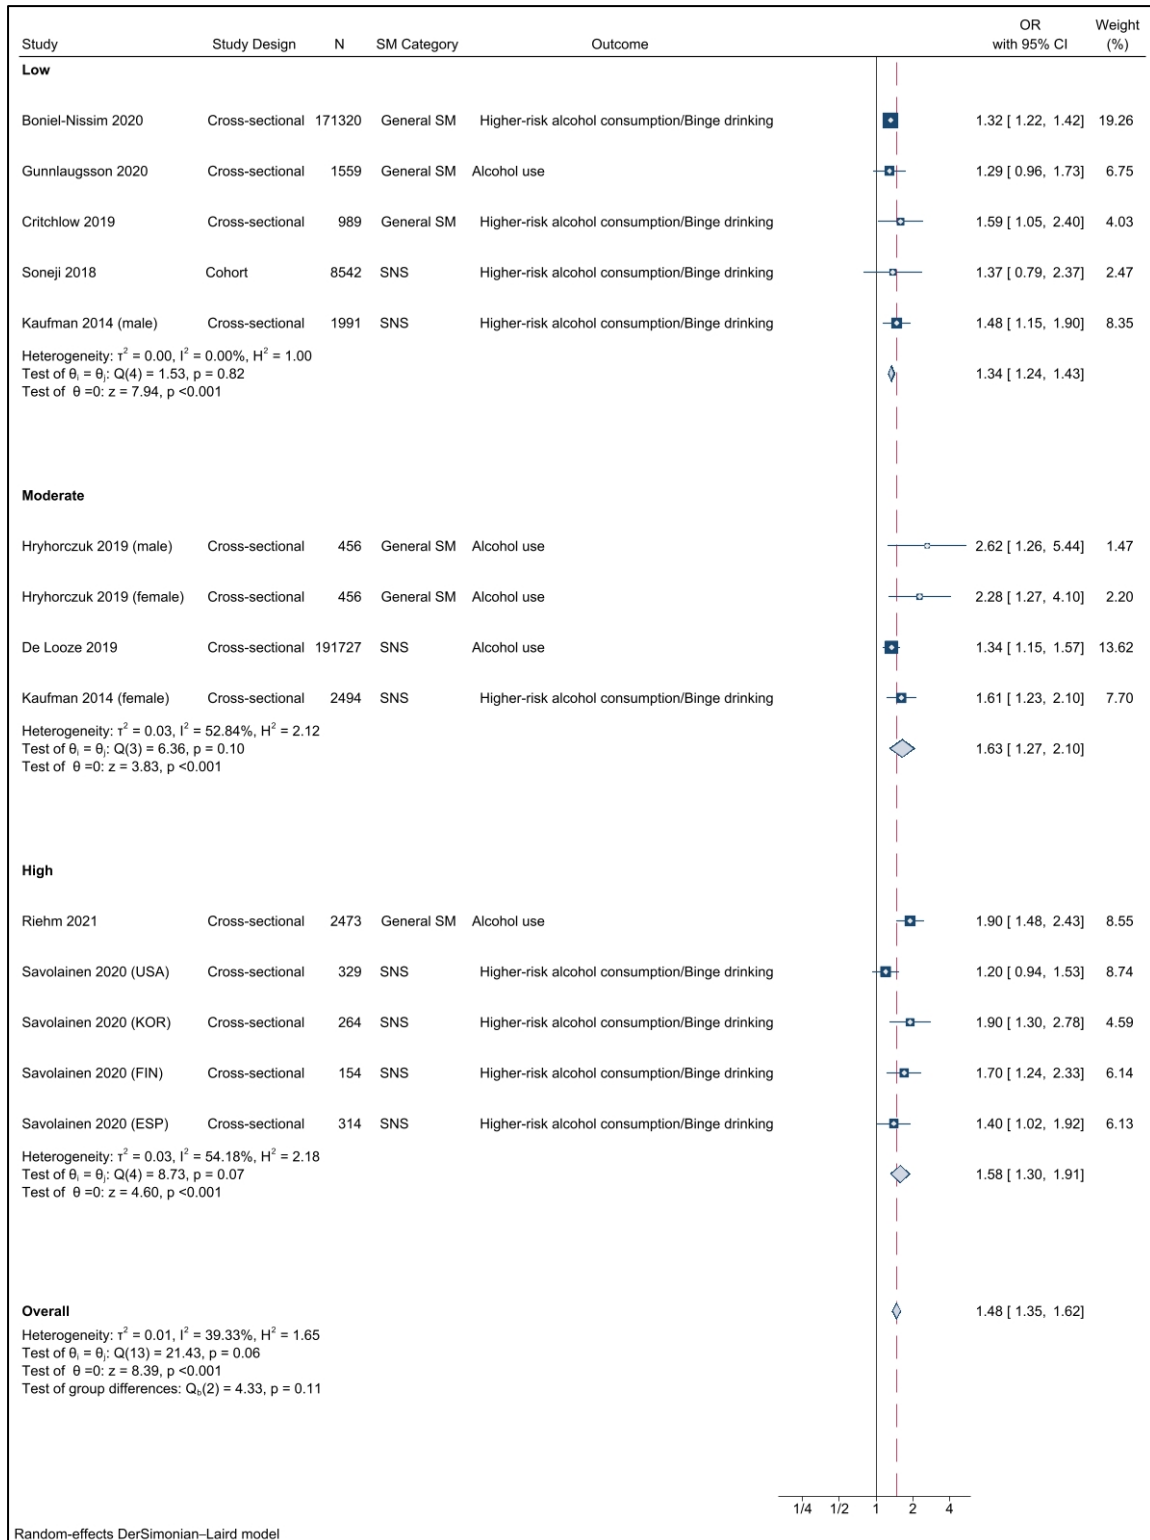 OR Weight
Study Study Design N SM Category Outcome with 95% CI (%)
Low
Boniel-Nissim 2020 Cross-sectional 171320 General SM Higher-risk alcohol consumption/Binge drinking 1.32 [ 1.22, 1.42] 19.26
Gunnlaugsson 2020 Cross-sectional 1559 General SM Alcohol use 1.29 [ 0.96, 1.73] 6.75
Critchlow 2019 Cross-sectional 989 General SM Higher-risk alcohol consumption/Binge drinking 1.59 [ 1.05, 2.40] 4.03
Soneji 2018 Cohort 8542 SNS Higher-risk alcohol consumption/Binge drinking 1.37 [ 0.79, 2.37] 2.47
Kaufman 2014 (male) Cross-sectional 1991 SNS Higher-risk alcohol consumption/Binge drinking 1.48 [ 1.15, 1.90] 8.35
Heterogeneity: τ² = 0.00, I² = 0.00%, H² = 1.00
Test of θᵢ = θⱼ: Q(4) = 1.53, p = 0.82 1.34 [ 1.24, 1.43]
Test of θ =0: z = 7.94, p <0.001
Moderate
Hryhorczuk 2019 (male) Cross-sectional 456 General SM Alcohol use 2.62 [ 1.26, 5.44] 1.47
Hryhorczuk 2019 (female) Cross-sectional 456 General SM Alcohol use 2.28 [ 1.27, 4.10] 2.20
De Looze 2019 Cross-sectional 191727 SNS Alcohol use 1.34 [ 1.15, 1.57] 13.62
Kaufman 2014 (female) Cross-sectional 2494 SNS Higher-risk alcohol consumption/Binge drinking 1.61 [ 1.23, 2.10] 7.70
Heterogeneity: τ² = 0.03, I² = 52.84%, H² = 2.12
Test of θᵢ = θⱼ: Q(3) = 6.36, p = 0.10 1.63 [ 1.27, 2.10]
Test of θ =0: z = 3.83, p <0.001
High
Riehm 2021 Cross-sectional 2473 General SM Alcohol use 1.90 [ 1.48, 2.43] 8.55
Savolainen 2020 (USA) Cross-sectional 329 SNS Higher-risk alcohol consumption/Binge drinking 1.20 [ 0.94, 1.53] 8.74
Savolainen 2020 (KOR) Cross-sectional 264 SNS Higher-risk alcohol consumption/Binge drinking 1.90 [ 1.30, 2.78] 4.59
Savolainen 2020 (FIN) Cross-sectional 154 SNS Higher-risk alcohol consumption/Binge drinking 1.70 [ 1.24, 2.33] 6.14
Savolainen 2020 (ESP) Cross-sectional 314 SNS Higher-risk alcohol consumption/Binge drinking 1.40 [ 1.02, 1.92] 6.13
Heterogeneity: τ² = 0.03, I² = 54.18%, H² = 2.18
Test of θᵢ = θⱼ: Q(4) = 8.73, p = 0.07 1.58 [ 1.30, 1.91]
Test of θ =0: z = 4.60, p <0.001
Overall 1.48 [ 1.35, 1.62]
Heterogeneity: τ² = 0.01, I² = 39.33%, H² = 1.65
Test of θᵢ = θⱼ: Q(13) = 21.43, p = 0.06
Test of θ =0: z = 8.39, p <0.001
Test of group differences: Q_b(2) = 4.33, p = 0.11
1/4 1/2 1 2 4
Random-effects DerSimonian–Laird model